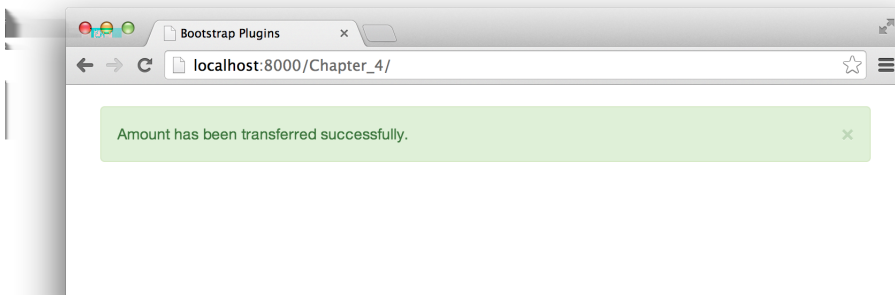 Bootstrap Plugins
localhost:8000/Chapter_4/
Amount has been transferred successfully.